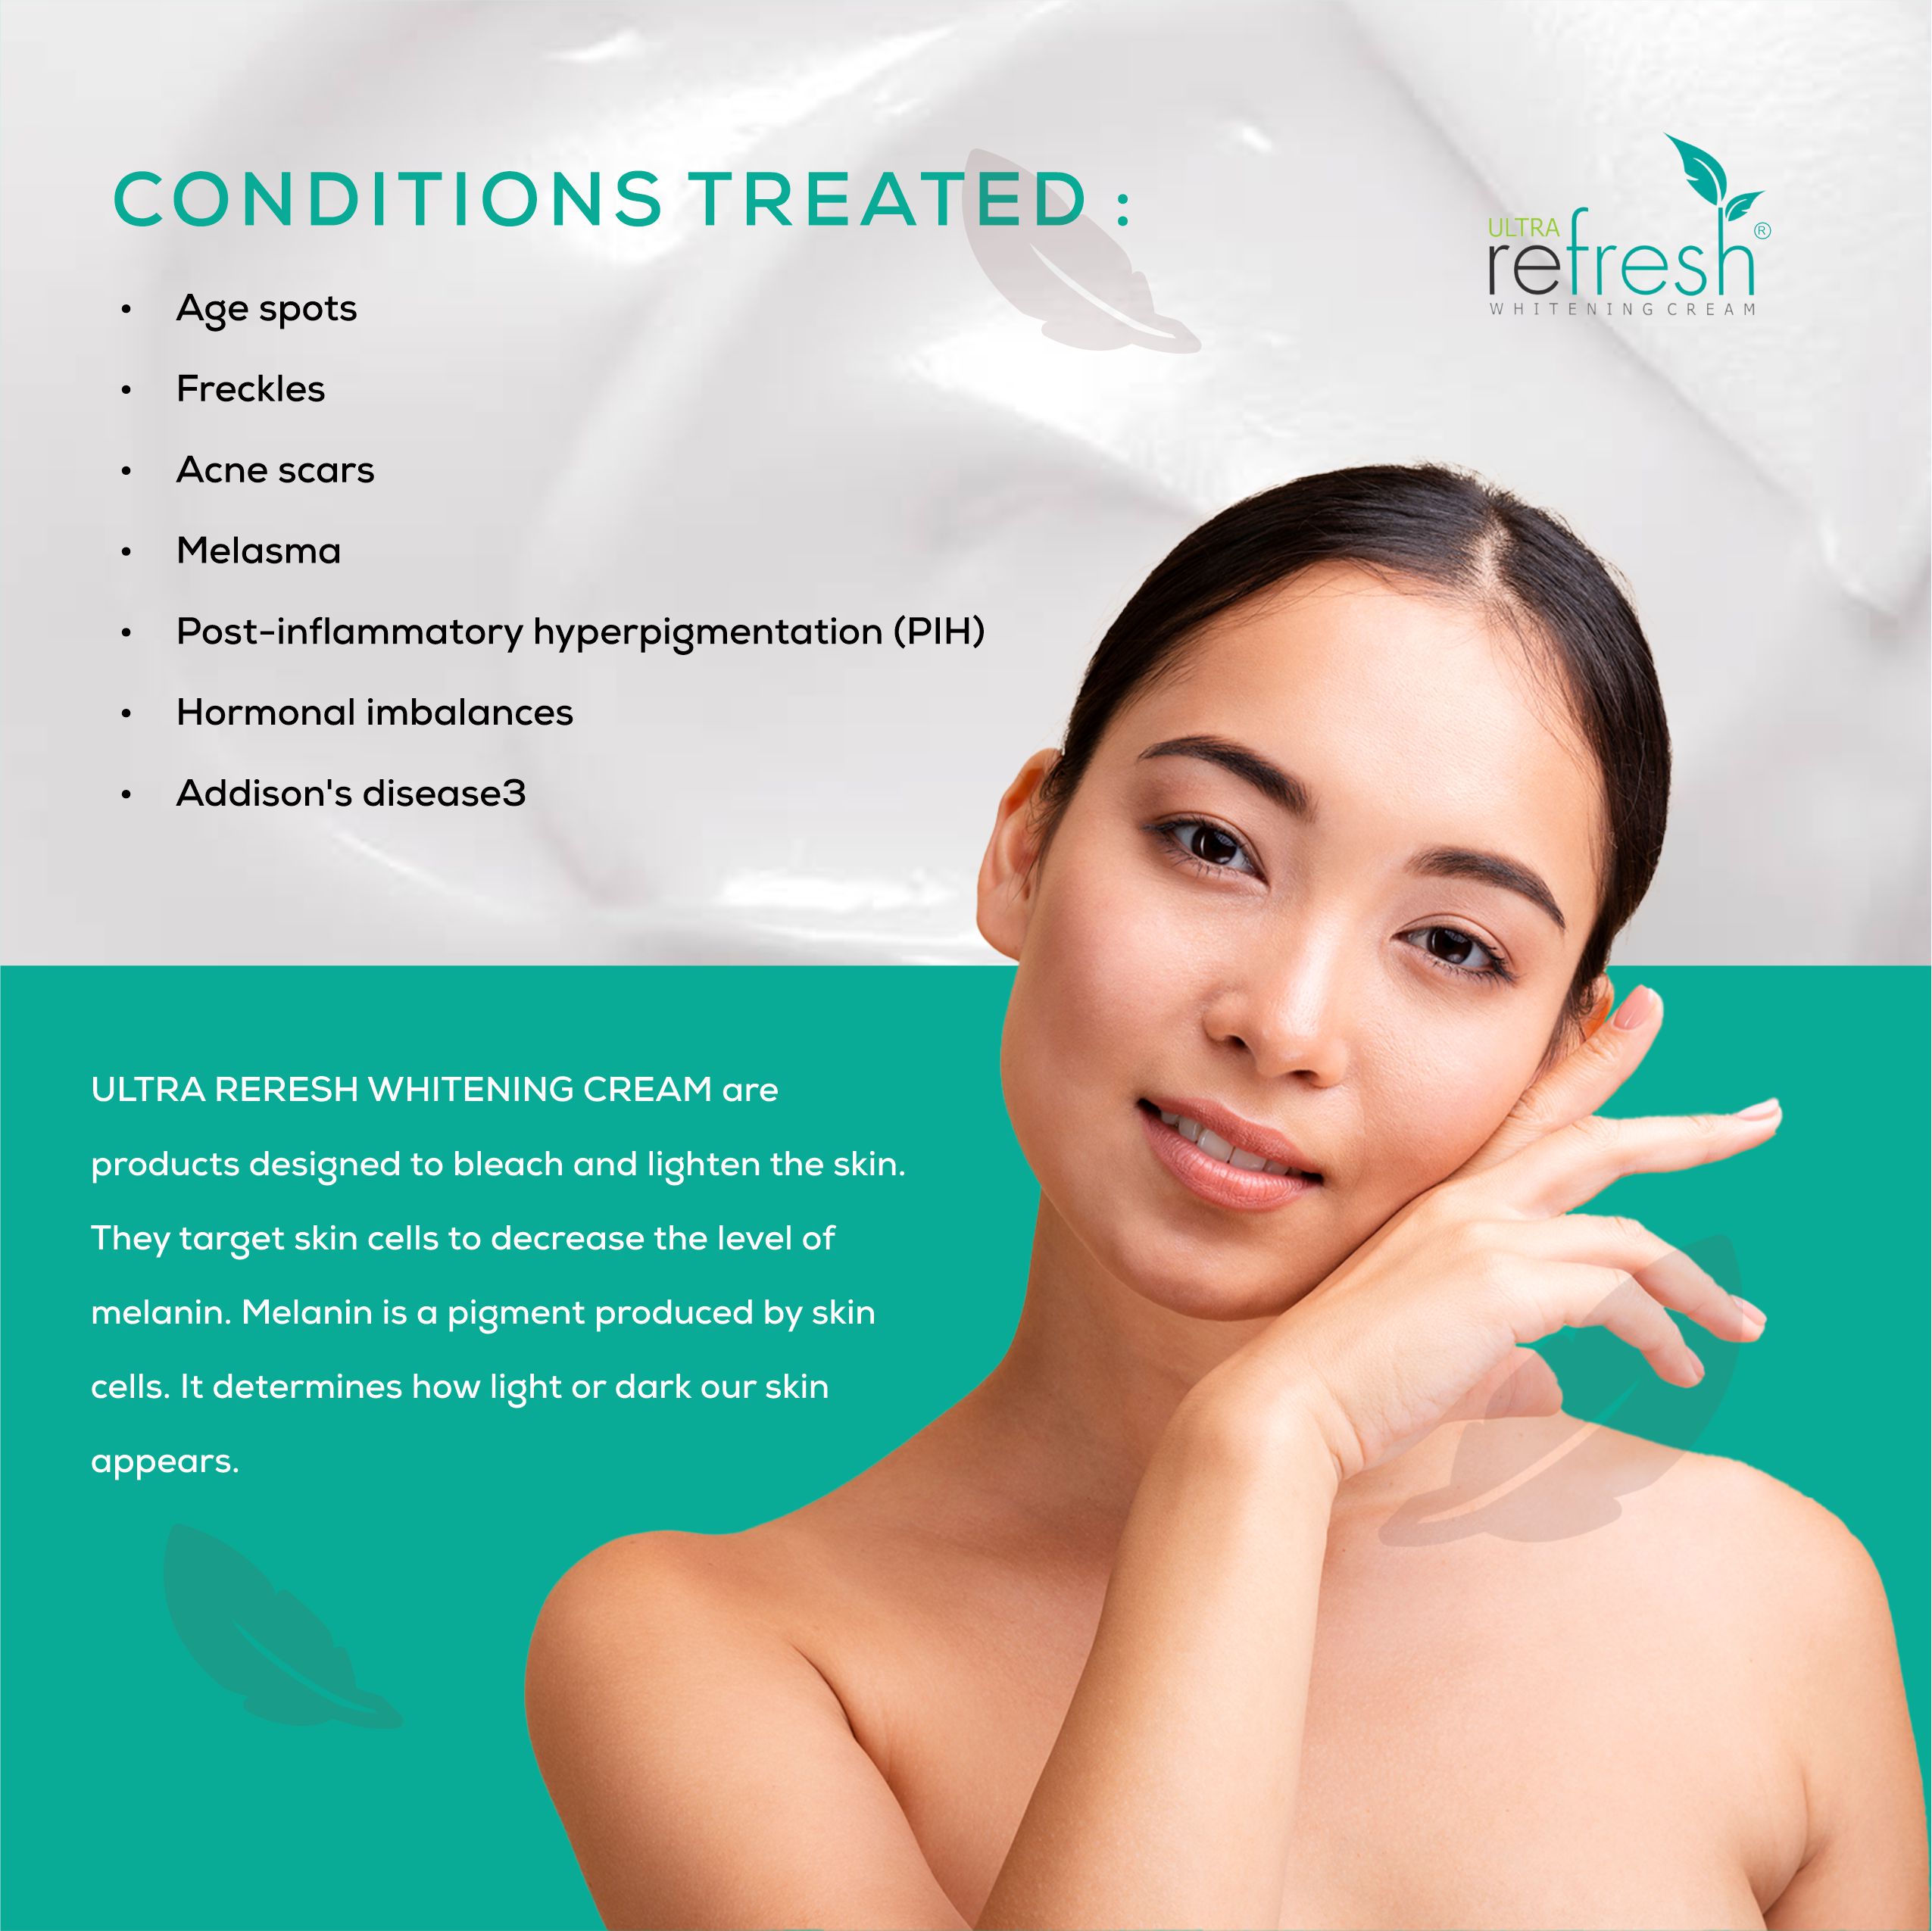 CONDITIONS TREATED :
ULTRA
refresh®
WHITENING CREAM
• Age spots
• Freckles
• Acne scars
• Melasma
• Post-inflammatory hyperpigmentation (PIH)
• Hormonal imbalances
• Addison's disease3
ULTRA RERESH WHITENING CREAM are
products designed to bleach and lighten the skin.
They target skin cells to decrease the level of
melanin. Melanin is a pigment produced by skin
cells. It determines how light or dark our skin
appears.